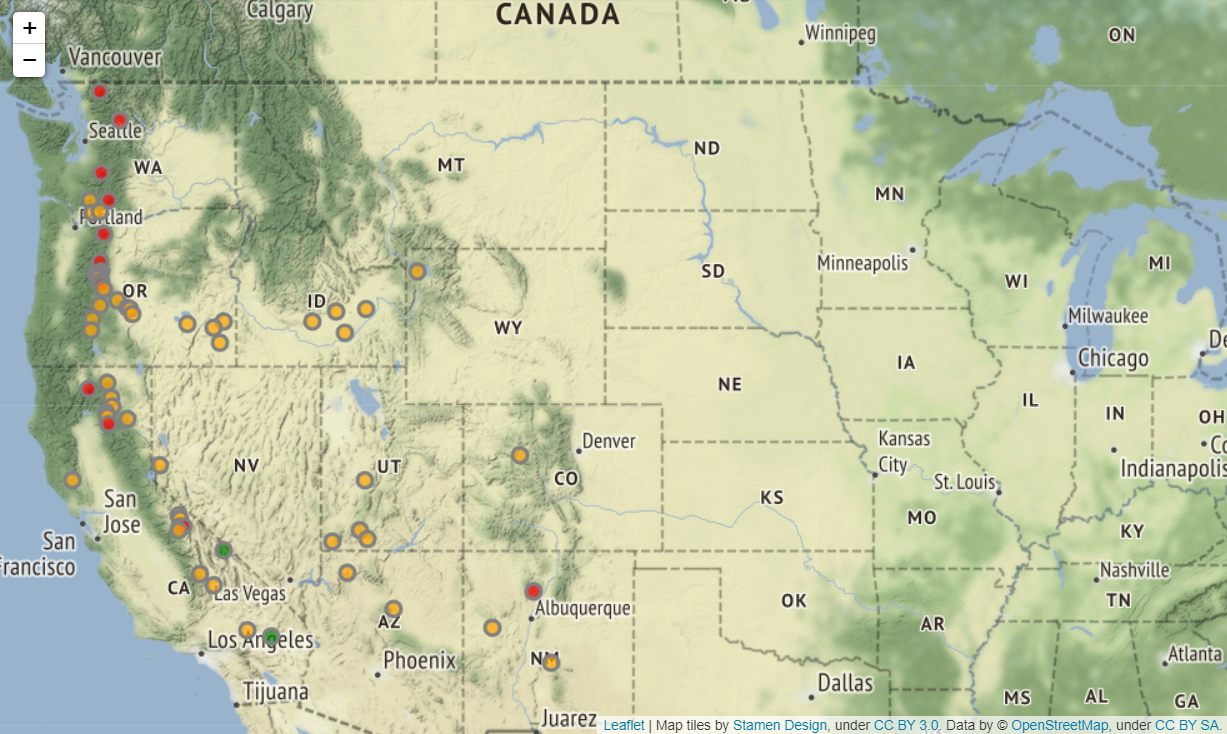 +
−
Calgary
CANADA
Winnipeg
ON
Vancouver
Seattle
WA
MT
ND
MN
Portland
Minneapolis
SD
WI
MI
OR
ID
WY
Milwaukee
Chicago
NE
IA
IL
IN
OH
Denver
Kansas
City
Indianapolis
NV
UT
CO
St. Louis
KS
San
Jose
MO
KY
San
Francisco
CA
Las Vegas
Nashville
Albuquerque
OK
TN
AZ
AR
Los Angeles
Phoenix
NM
Atlanta
Tijuana
Dallas
MS
AL
GA
Juarez
Leaflet | Map tiles by Stamen Design, under CC BY 3.0. Data by © OpenStreetMap, under CC BY SA.